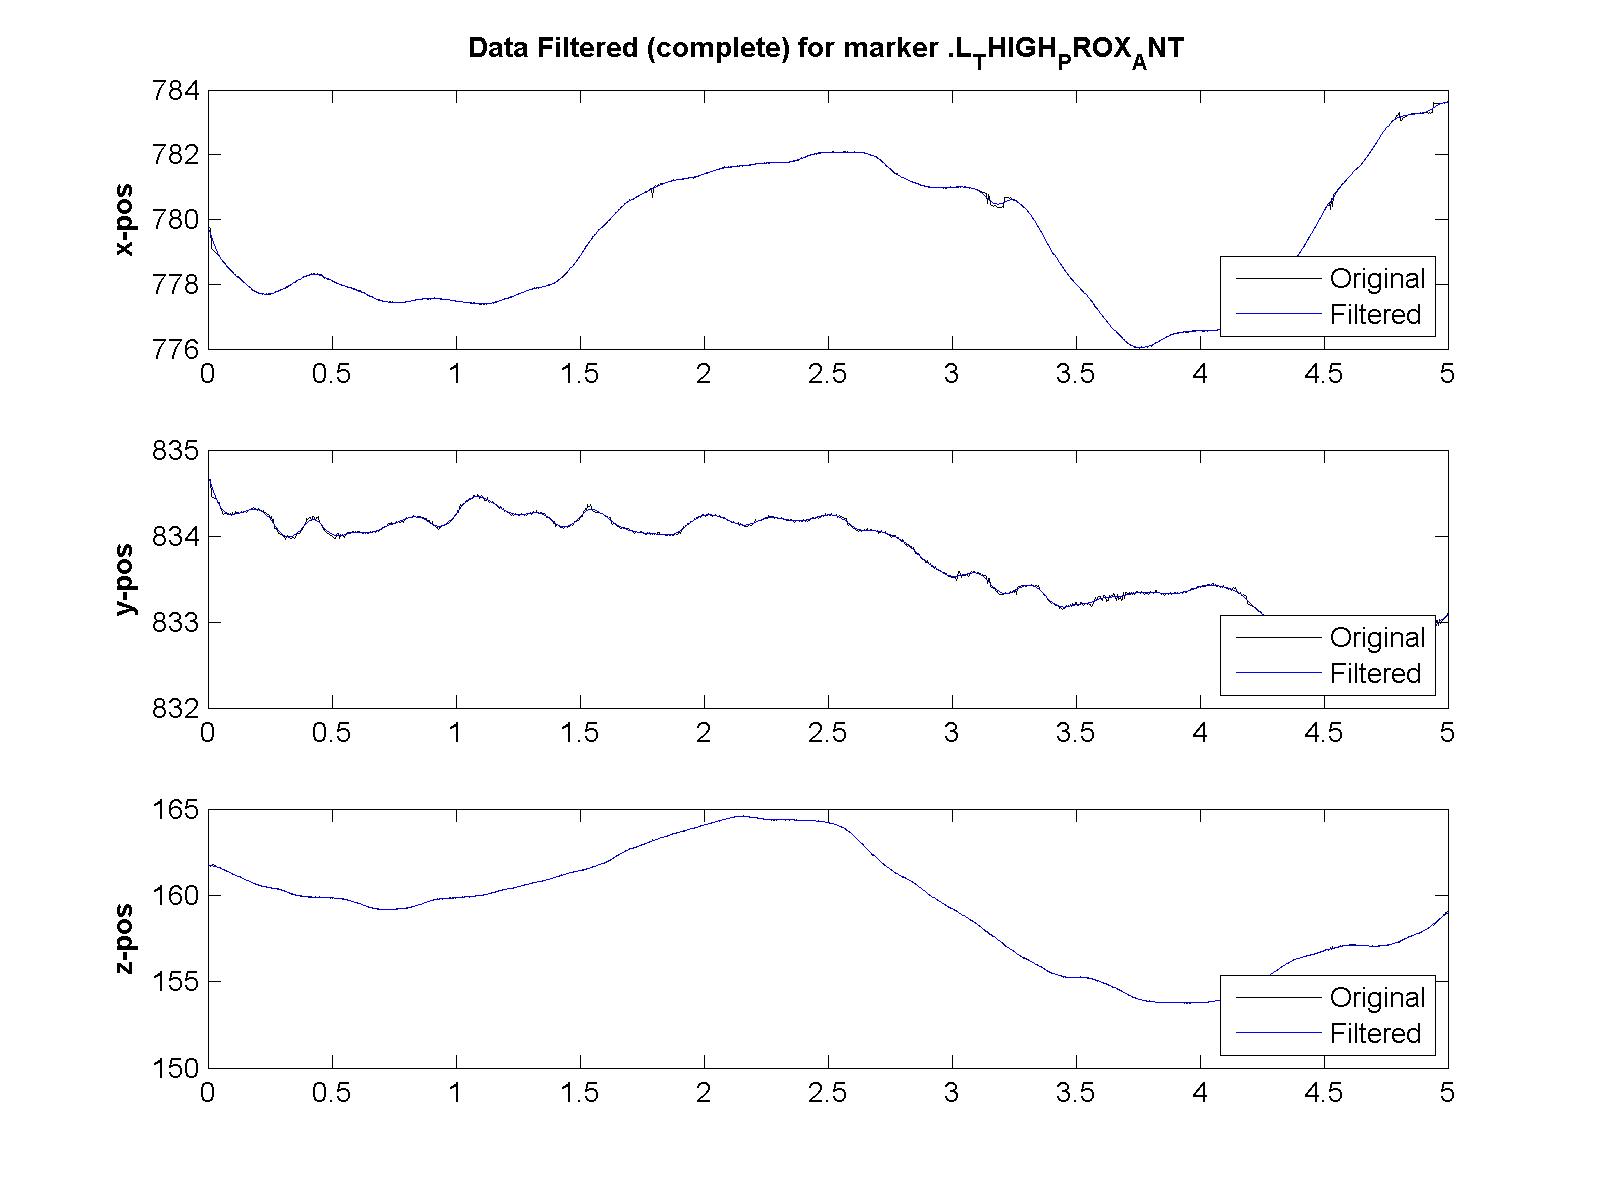 Data Filtered (complete) for marker .L_THIGH_PROX_ANT
784
782
780
778
776
x-pos
0 0.5 1 1.5 2 2.5 3 3.5 4 4.5 5
Original
Filtered
835
834
833
832
y-pos
0 0.5 1 1.5 2 2.5 3 3.5 4 4.5 5
Original
Filtered
165
160
155
150
z-pos
0 0.5 1 1.5 2 2.5 3 3.5 4 4.5 5
Original
Filtered